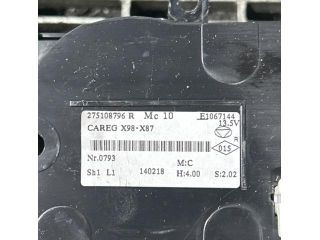 275108796 R Mc 10 E1067144
CAREG X98-X87 13.5V
R
015
Nr.0793 M:C
Sh1 L1 140218 H:4.00 S:2.02